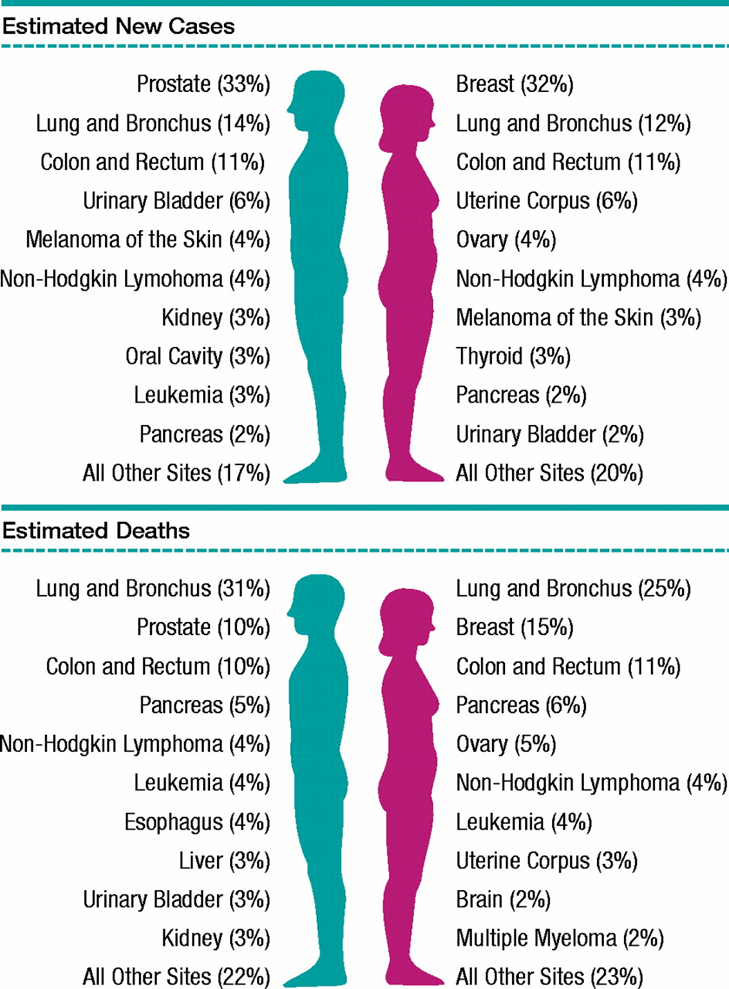 Estimated New Cases
Prostate (33%)
Lung and Bronchus (14%)
Colon and Rectum (11%)
Urinary Bladder (6%)
Melanoma of the Skin (4%)
Non-Hodgkin Lymohoma (4%)
Kidney (3%)
Oral Cavity (3%)
Leukemia (3%)
Pancreas (2%)
All Other Sites (17%)
Breast (32%)
Lung and Bronchus (12%)
Colon and Rectum (11%)
Uterine Corpus (6%)
Ovary (4%)
Non-Hodgkin Lymphoma (4%)
Melanoma of the Skin (3%)
Thyroid (3%)
Pancreas (2%)
Urinary Bladder (2%)
All Other Sites (20%)
Estimated Deaths
Lung and Bronchus (31%)
Prostate (10%)
Colon and Rectum (10%)
Pancreas (5%)
Non-Hodgkin Lymphoma (4%)
Leukemia (4%)
Esophagus (4%)
Liver (3%)
Urinary Bladder (3%)
Kidney (3%)
All Other Sites (22%)
Lung and Bronchus (25%)
Breast (15%)
Colon and Rectum (11%)
Pancreas (6%)
Ovary (5%)
Non-Hodgkin Lymphoma (4%)
Leukemia (4%)
Uterine Corpus (3%)
Brain (2%)
Multiple Myeloma (2%)
All Other Sites (23%)